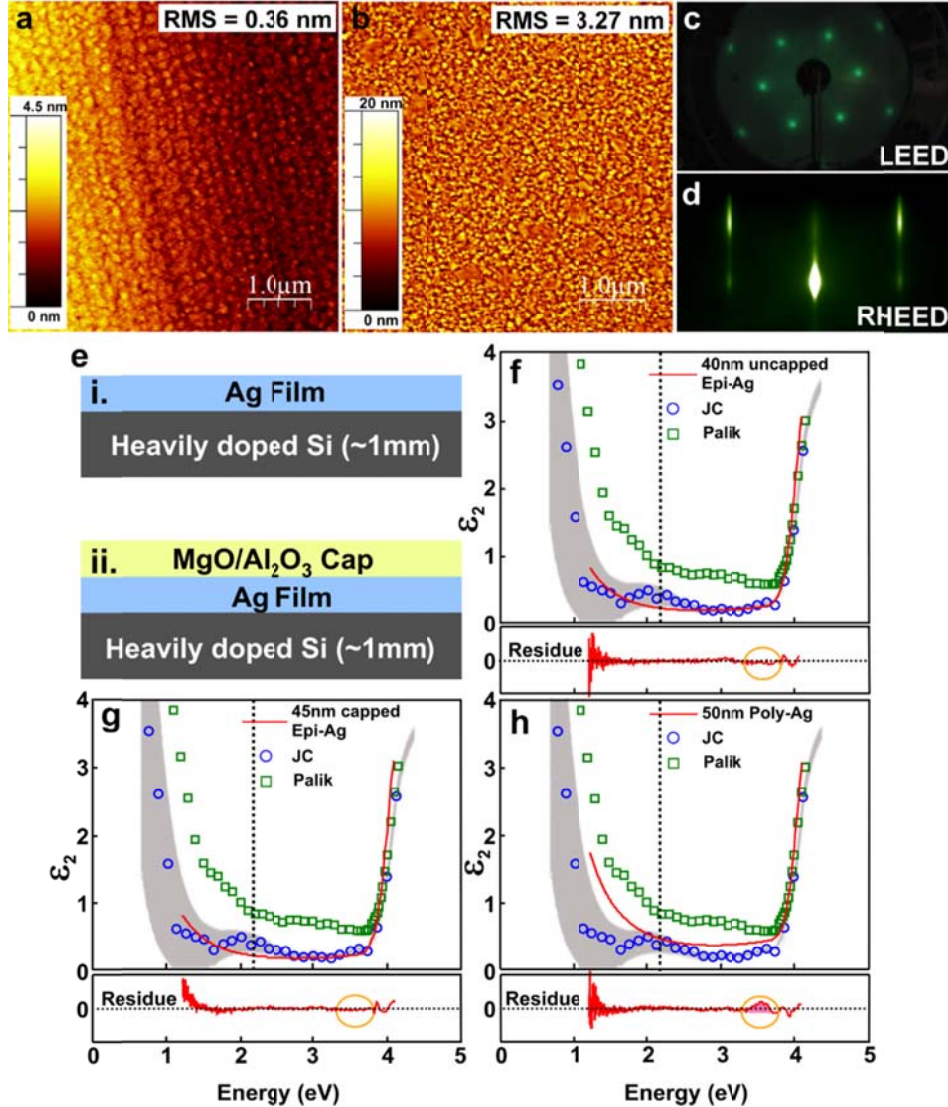 a
RMS = 0.36 nm
4.5 nm
0 nm
1.0µm
b
RMS = 3.27 nm
20 nm
0 nm
1.0µm
c
LEED
d
RHEED
e
i.
Ag Film
Heavily doped Si (~1mm)
ii.
MgO/Al₂O₃ Cap
Ag Film
Heavily doped Si (~1mm)
f
40nm uncapped
Epi-Ag
JC
Palik
4
3
2
1
0
ε₂
Residue
0
g
45nm capped
Epi-Ag
JC
Palik
4
3
2
1
0
ε₂
Residue
0
0 1 2 3 4 5
Energy (eV)
h
50nm Poly-Ag
JC
Palik
4
3
2
1
0
ε₂
Residue
0
0 1 2 3 4 5
Energy (eV)